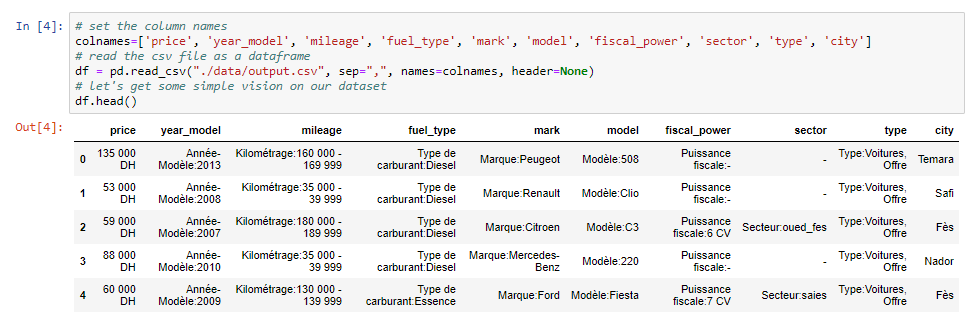 In [4]:
# set the column names
colnames=['price', 'year_model', 'mileage', 'fuel_type', 'mark', 'model', 'fiscal_power', 'sector', 'type', 'city']
# read the csv file as a dataframe
df = pd.read_csv("./data/output.csv", sep=",", names=colnames, header=None)
# let's get some simple vision on our dataset
df.head()
Out[4]:
price year_model mileage fuel_type mark model fiscal_power sector type city
0 135 000 DH Année-Modèle:2013 Kilométrage:160 000 - 169 999 Type de carburant:Diesel Marque:Peugeot Modèle:508 Puissance fiscale:- - Type:Voitures, Offre Temara
1 53 000 DH Année-Modèle:2008 Kilométrage:35 000 - 39 999 Type de carburant:Diesel Marque:Renault Modèle:Clio Puissance fiscale:- - Type:Voitures, Offre Safi
2 59 000 DH Année-Modèle:2007 Kilométrage:180 000 - 189 999 Type de carburant:Diesel Marque:Citroen Modèle:C3 Puissance fiscale:6 CV Secteur:oued_fes Type:Voitures, Offre Fès
3 88 000 DH Année-Modèle:2010 Kilométrage:35 000 - 39 999 Type de carburant:Diesel Marque:Mercedes-Benz Modèle:220 Puissance fiscale:- - Type:Voitures, Offre Nador
4 60 000 DH Année-Modèle:2009 Kilométrage:130 000 - 139 999 Type de carburant:Essence Marque:Ford Modèle:Fiesta Puissance fiscale:7 CV Secteur:saies Type:Voitures, Offre Fès